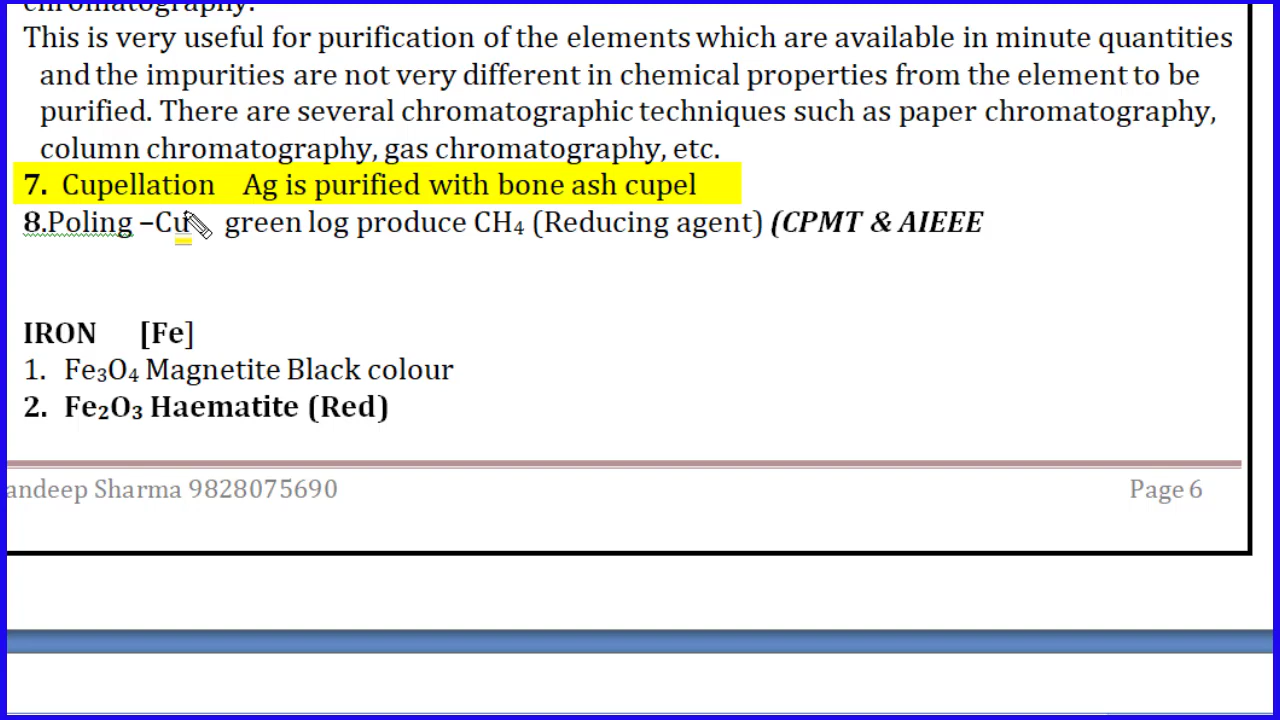 chromatography.
This is very useful for purification of the elements which are available in minute quantities
and the impurities are not very different in chemical properties from the element to be
purified. There are several chromatographic techniques such as paper chromatography,
column chromatography, gas chromatography, etc.
7. Cupellation Ag is purified with bone ash cupel
8.Poling –Cu green log produce CH₄ (Reducing agent) (CPMT & AIEEE
IRON [Fe]
1. Fe₃O₄ Magnetite Black colour
2. Fe₂O₃ Haematite (Red)
andeep Sharma 9828075690 Page 6